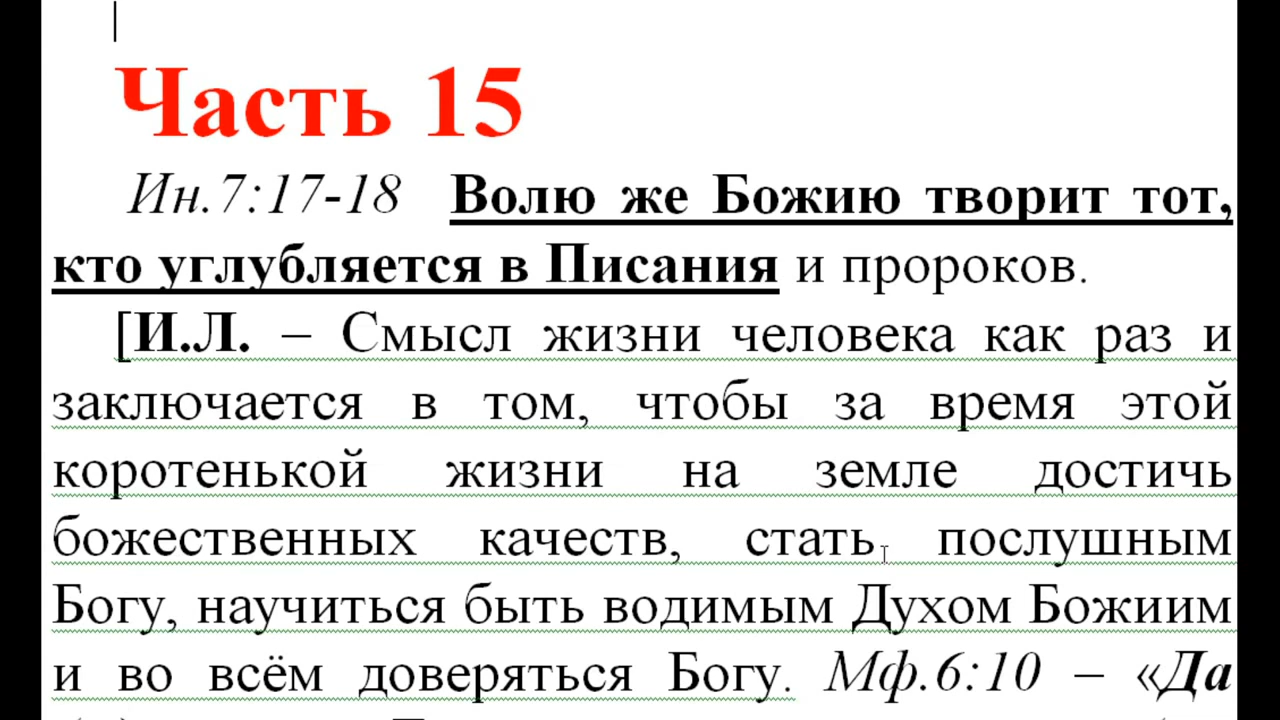 Часть 15
Ин.7:17-18 Волю же Божию творит тот,
кто углубляется в Писания и пророков.
[И.Л. – Смысл жизни человека как раз и
заключается в том, чтобы за время этой
коротенькой жизни на земле достичь
божественных качеств, стать послушным
Богу, научиться быть водимым Духом Божиим
и во всём доверяться Богу. Мф.6:10 – «Да